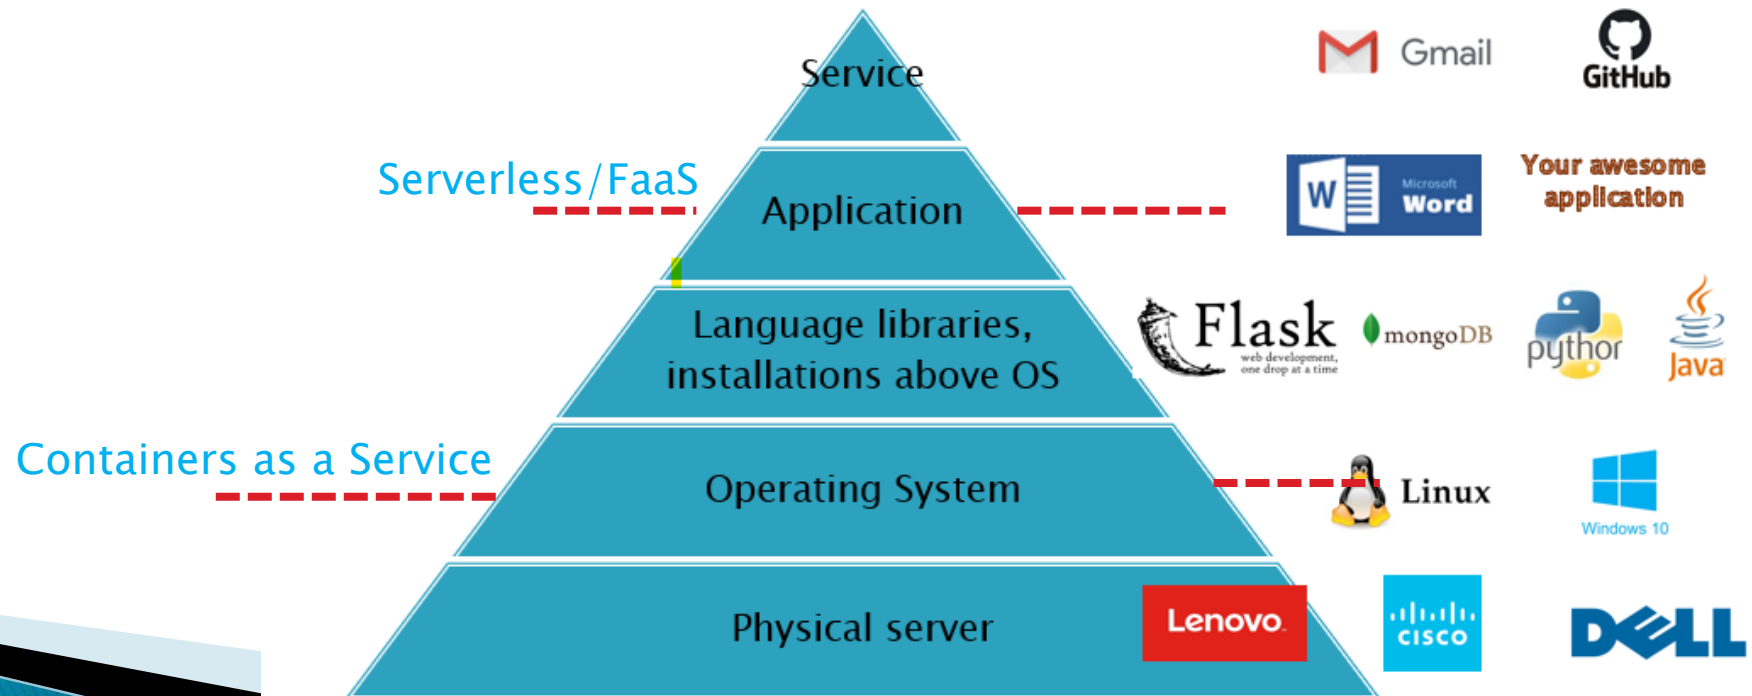 Service
Gmail
GitHub
Serverless/FaaS
Application
W
Microsoft
Word
Your awesome
application
Language libraries,
installations above OS
Flask
web development,
one drop at a time
mongoDB
python
Java
Containers as a Service
Operating System
Linux
Windows 10
Physical server
Lenovo
CISCO
DELL